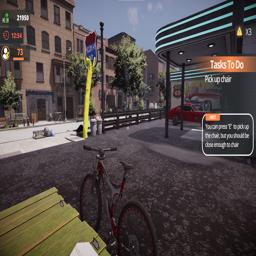 21950
12:54
73
X3
Tasks To Do
Pick up chair
You can press "E" to pick up
the chair, but you should be
close enough to chair